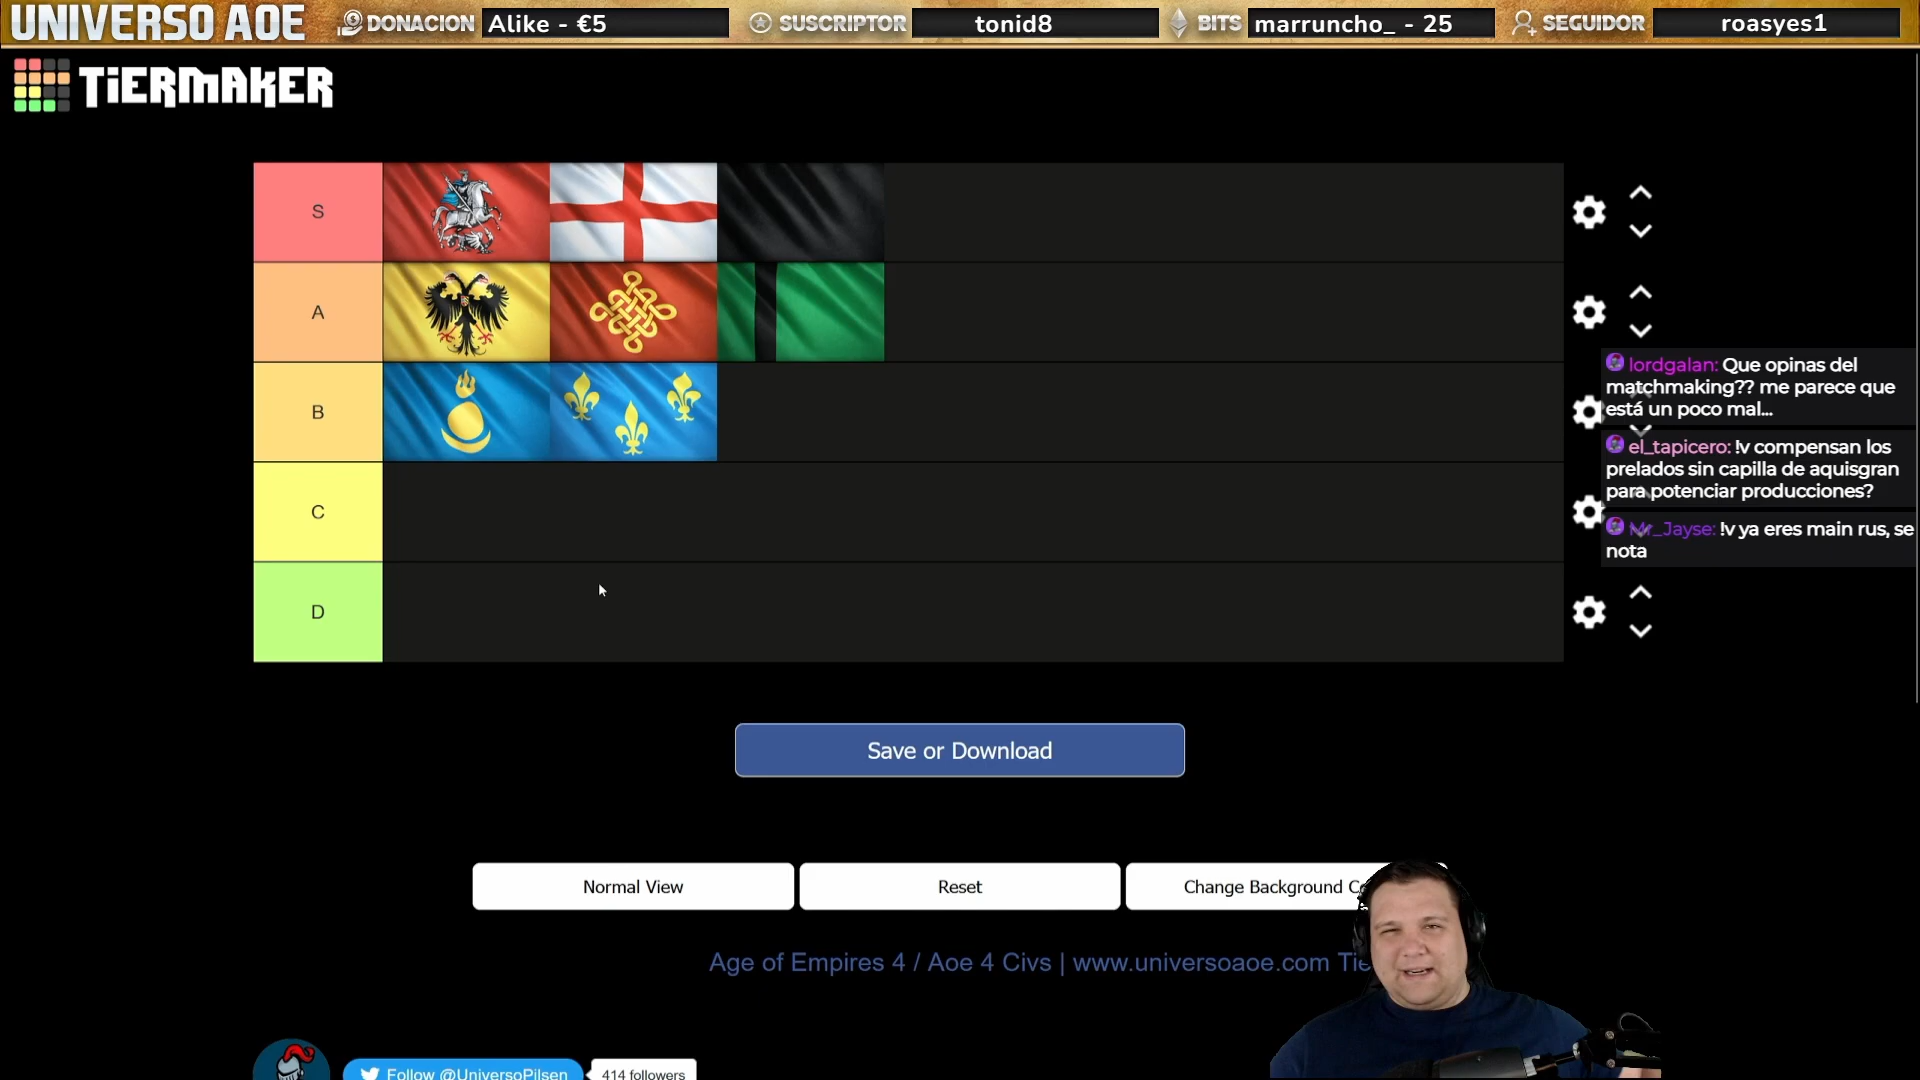 UNIVERSO AOE
DONACION
Alike - €5
SUSCRIPTOR
tonid8
BITS
marruncho_ - 25
SEGUIDOR
roasyes1
TiERMAKER
S
A
B
C
D
lordgalan: Que opinas del
matchmaking?? me parece que
está un poco mal...
el_tapicero: !v compensan los
prelados sin capilla de aquisgran
para potenciar producciones?
Mr_Jayse: !v ya eres main rus, se
nota
Save or Download
Normal View
Reset
Change Background
Age of Empires 4 / Aoe 4 Civs | www.universoaoe.com
Follow @UniversoPilsen
414 followers